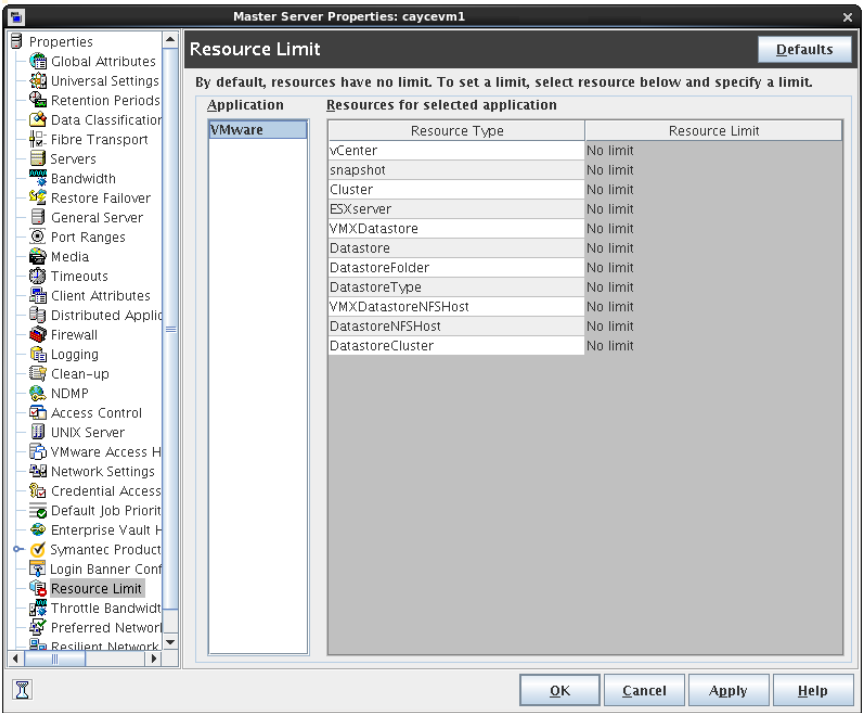 Master Server Properties: caycevm1
Properties
Global Attributes
Universal Settings
Retention Periods
Data Classification
Fibre Transport
Servers
Bandwidth
Restore Failover
General Server
Port Ranges
Media
Timeouts
Client Attributes
Distributed Applic
Firewall
Logging
Clean-up
NDMP
Access Control
UNIX Server
VMware Access H
Network Settings
Credential Access
Default Job Priorit
Enterprise Vault H
Symantec Product
Login Banner Conf
Resource Limit
Throttle Bandwidt
Preferred Networ
Resilient Network
Resource Limit
Defaults
By default, resources have no limit. To set a limit, select resource below and specify a limit.
Application
VMware
Resources for selected application
Resource Type Resource Limit
vCenter No limit
snapshot No limit
Cluster No limit
ESXserver No limit
VMXDatastore No limit
Datastore No limit
DatastoreFolder No limit
DatastoreType No limit
VMXDatastoreNFSHost No limit
DatastoreNFSHost No limit
DatastoreCluster No limit
OK Cancel Apply Help